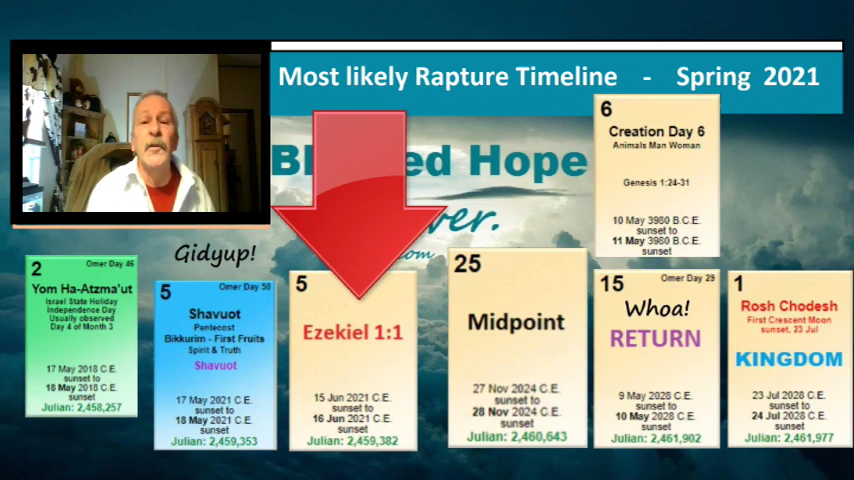 Most likely Rapture Timeline - Spring 2021
6
Creation Day 6
Animals Man Woman
Genesis 1:24-31
10 May 3980 B.C.E.
sunset to
11 May 3980 B.C.E.
sunset
ed Hope
ver.
om
Gidyup!
2
Omer Day 46
Yom Ha-Atzma'ut
Israel State Holiday
Independence Day
Usually observed
Day 4 of Month 3
17 May 2018 C.E.
sunset to
18 May 2018 C.E.
sunset
Julian: 2,458,257
5
Omer Day 50
Shavuot
Pentecost
Bikkurim - First Fruits
Spirit & Truth
Shavuot
17 May 2021 C.E.
sunset to
18 May 2021 C.E.
sunset
Julian: 2,459,353
5
Ezekiel 1:1
15 Jun 2021 C.E.
sunset to
16 Jun 2021 C.E.
sunset
Julian: 2,459,382
25
Midpoint
27 Nov 2024 C.E.
sunset to
28 Nov 2024 C.E.
sunset
Julian: 2,460,643
15
Omer Day 29
Whoa!
RETURN
9 May 2028 C.E.
sunset to
10 May 2028 C.E.
sunset
Julian: 2,461,902
1
Rosh Chodesh
First Crescent Moon
sunset, 23 Jul
KINGDOM
23 Jul 2028 C.E.
sunset to
24 Jul 2028 C.E.
sunset
Julian: 2,461,977